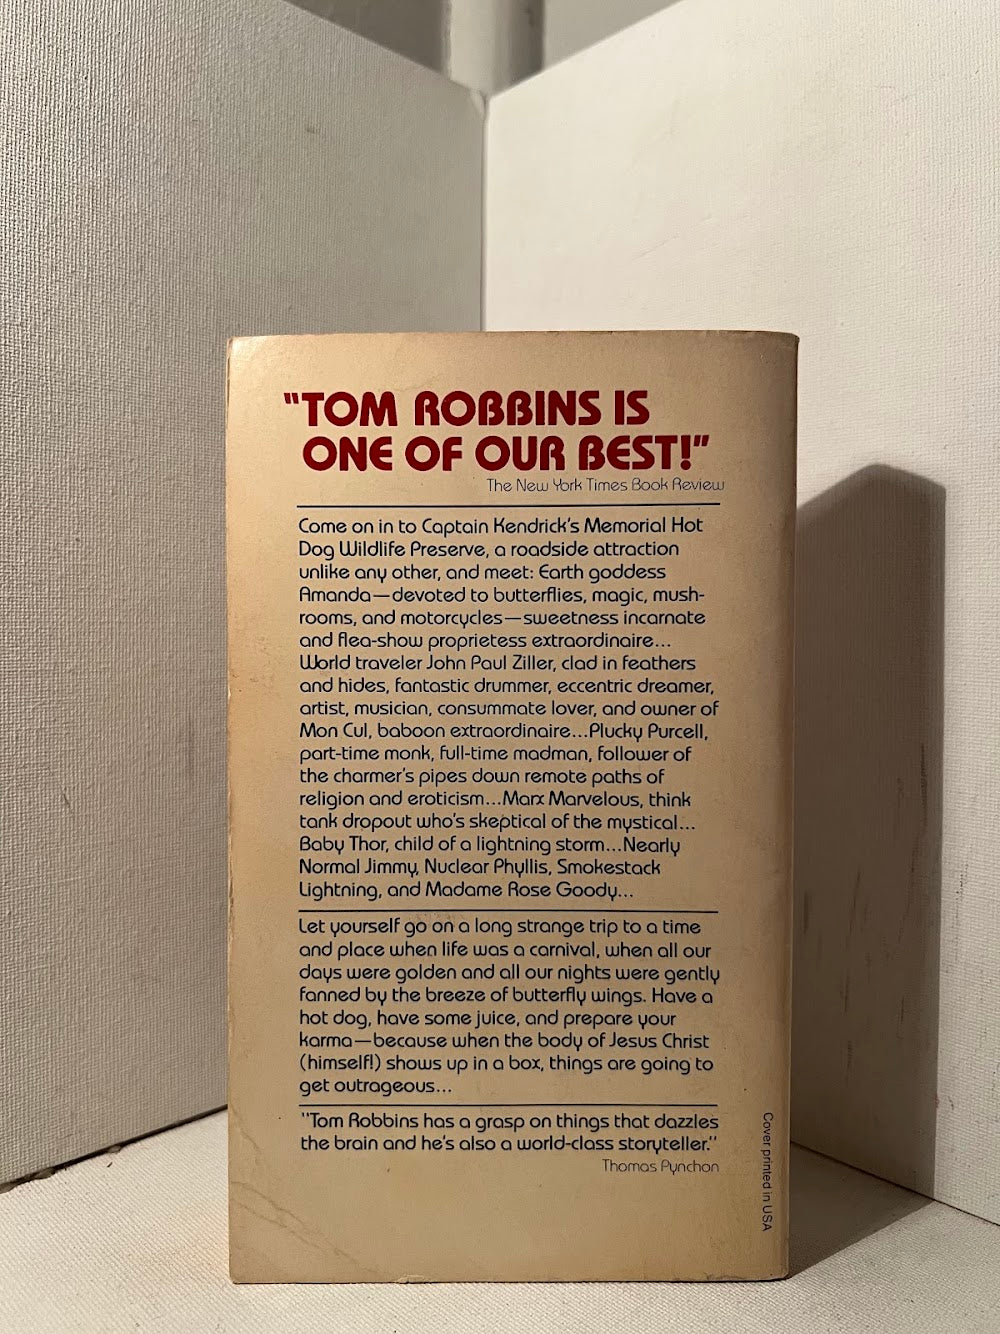 "TOM ROBBINS IS
ONE OF OUR BEST!"
The New York Times Book Review
Come on in to Captain Kendrick's Memorial Hot
Dog Wildlife Preserve, a roadside attraction
unlike any other, and meet: Earth goddess
Amanda—devoted to butterflies, magic, mush-
rooms, and motorcycles—sweetness incarnate
and flea-show proprietess extraordinaire...
World traveler John Paul Ziller, clad in feathers
and hides, fantastic drummer, eccentric dreamer,
artist, musician, consummate lover, and owner of
Mon Cul, baboon extraordinaire...Plucky Purcell,
part-time monk, full-time madman, follower of
the charmer's pipes down remote paths of
religion and eroticism...Marx Marvelous, think
tank dropout who's skeptical of the mystical...
Baby Thor, child of a lightning storm...Nearly
Normal Jimmy, Nuclear Phyllis, Smokestack
Lightning, and Madame Rose Goody...
Let yourself go on a long strange trip to a time
and place when life was a carnival, when all our
days were golden and all our nights were gently
fanned by the breeze of butterfly wings. Have a
hot dog, have some juice, and prepare your
karma—because when the body of Jesus Christ
(himself!) shows up in a box, things are going to
get outrageous...
"Tom Robbins has a grasp on things that dazzles
the brain and he's also a world-class storyteller."
Thomas Pynchon
Cover printed in USA